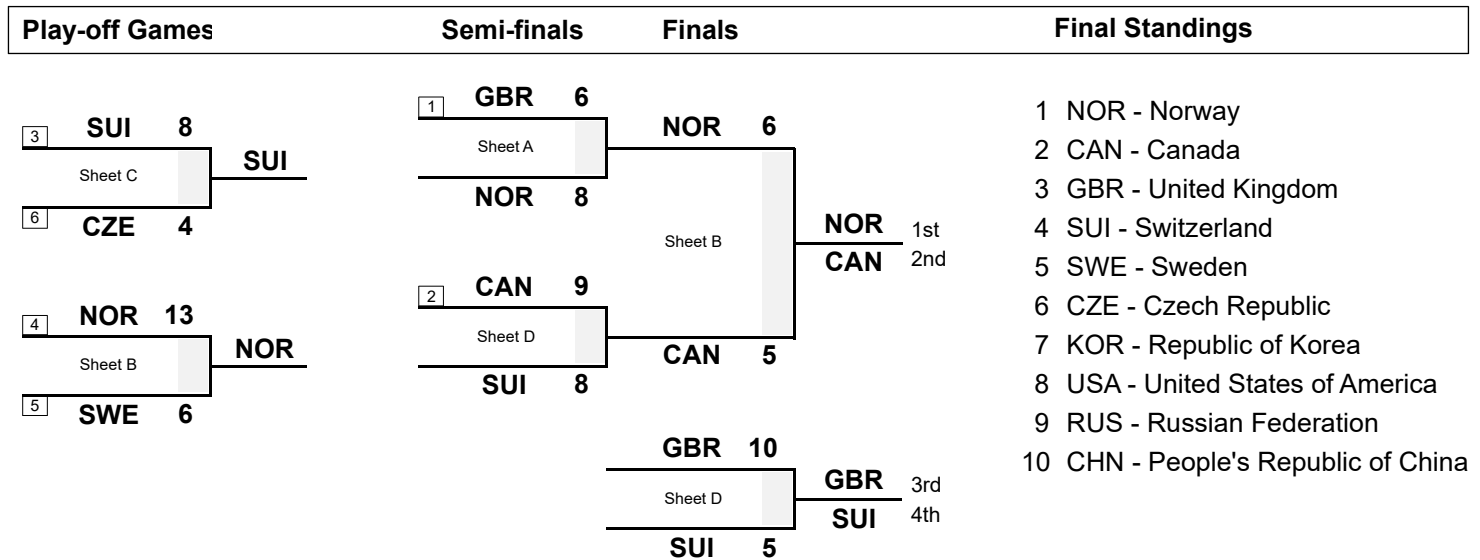 Play-off Games Semi-finals Finals Final Standings
3 SUI 8
Sheet C SUI
6 CZE 4
4 NOR 13
Sheet B NOR
5 SWE 6
1 GBR 6
Sheet A
NOR 8
2 CAN 9
Sheet D
SUI 8
NOR 6
Sheet B
CAN 5
NOR 1st
CAN 2nd
GBR 10
Sheet D
SUI 5
GBR 3rd
SUI 4th
1 NOR - Norway
2 CAN - Canada
3 GBR - United Kingdom
4 SUI - Switzerland
5 SWE - Sweden
6 CZE - Czech Republic
7 KOR - Republic of Korea
8 USA - United States of America
9 RUS - Russian Federation
10 CHN - People's Republic of China